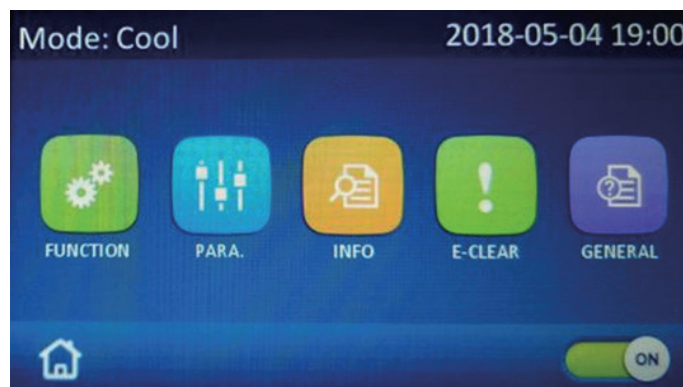 Mode: Cool 2018-05-04 19:00
FUNCTION PARA. INFO E-CLEAR GENERAL
ON